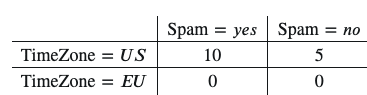 Spam = yes Spam = no
TimeZone = US 10 5
TimeZone = EU 0 0